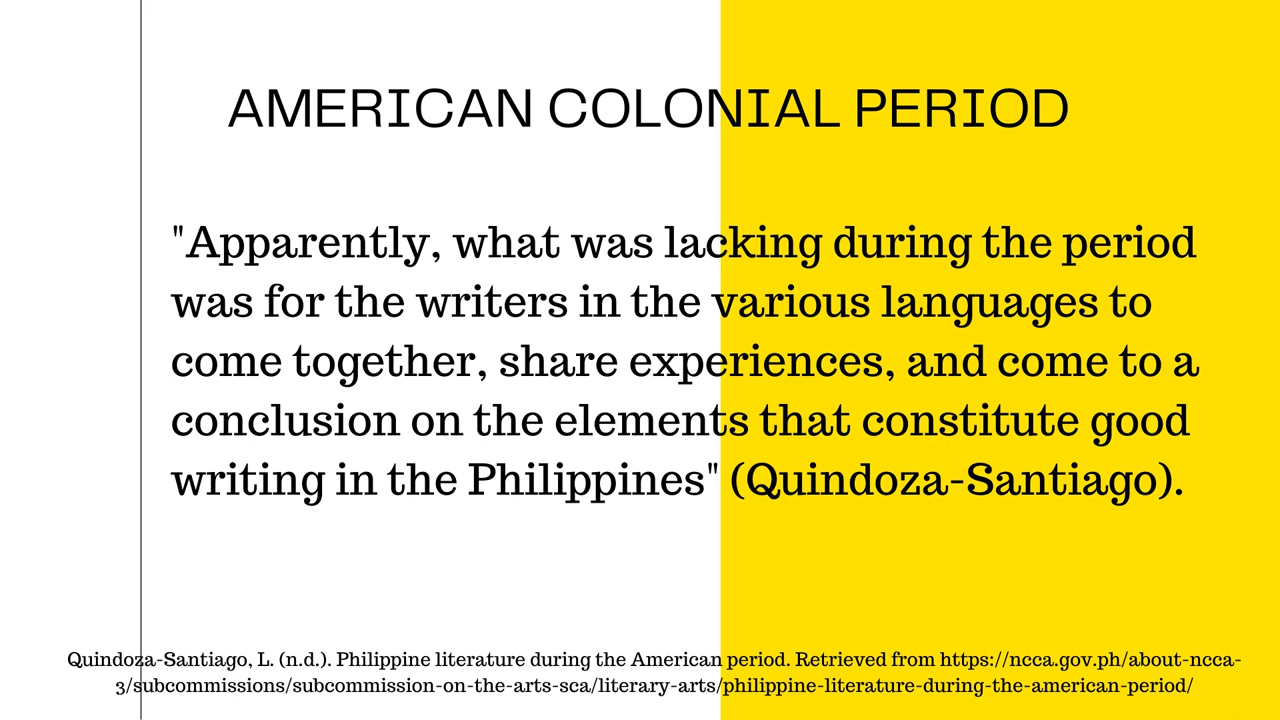 AMERICAN COLONIAL PERIOD
"Apparently, what was lacking during the period
was for the writers in the various languages to
come together, share experiences, and come to a
conclusion on the elements that constitute good
writing in the Philippines" (Quindoza-Santiago).
Quindoza-Santiago, L. (n.d.). Philippine literature during the American period. Retrieved from https://ncca.gov.ph/about-ncca-
3/subcommissions/subcommission-on-the-arts-sca/literary-arts/philippine-literature-during-the-american-period/